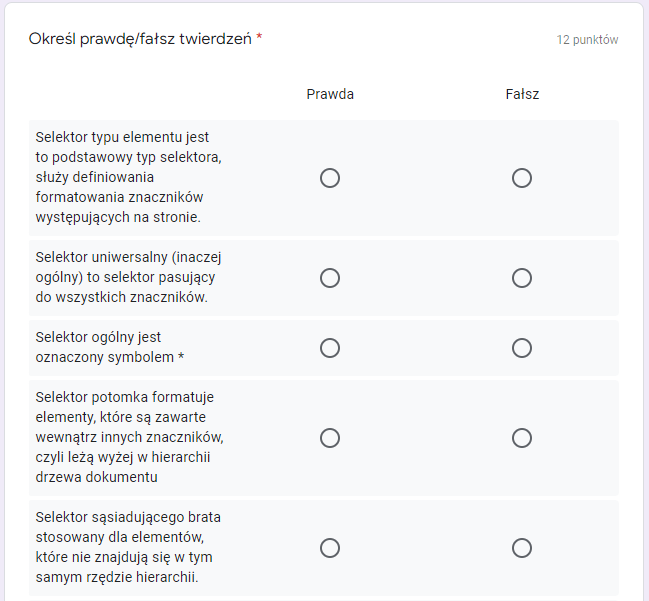 Określ prawdę/fałsz twierdzeń *
12 punktów
Prawda
Fałsz
Selektor typu elementu jest
to podstawowy typ selektora,
służy definiowania
formatowania znaczników
występujących na stronie.
Selektor uniwersalny (inaczej
ogólny) to selektor pasujący
do wszystkich znaczników.
Selektor ogólny jest
oznaczony symbolem *
Selektor potomka formatuje
elementy, które są zawarte
wewnątrz innych znaczników,
czyli leżą wyżej w hierarchii
drzewa dokumentu
Selektor sąsiadującego brata
stosowany dla elementów,
które nie znajdują się w tym
samym rzędzie hierarchii.